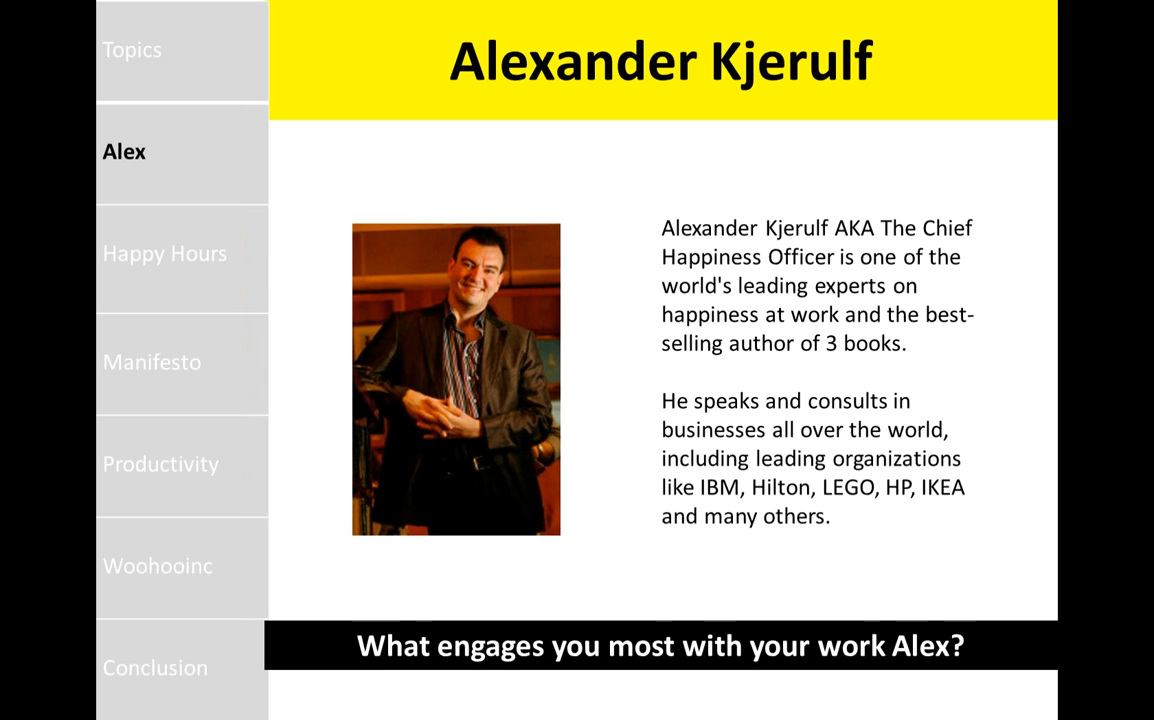 Topics
Alex
Happy Hours
Manifesto
Productivity
Woohooinc
Conclusion
Alexander Kjerulf
Alexander Kjerulf AKA The Chief
Happiness Officer is one of the
world's leading experts on
happiness at work and the best-
selling author of 3 books.
He speaks and consults in
businesses all over the world,
including leading organizations
like IBM, Hilton, LEGO, HP, IKEA
and many others.
What engages you most with your work Alex?